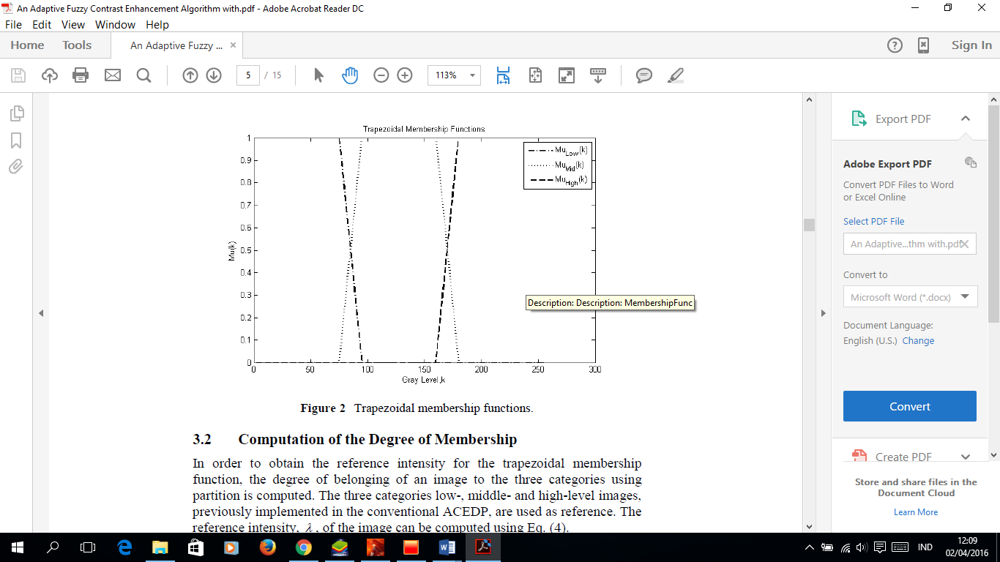 An Adaptive Fuzzy Contrast Enhancement Algorithm with.pdf - Adobe Acrobat Reader DC
File Edit View Window Help
Home Tools An Adaptive Fuzzy ... × Sign In
5 / 15 113%
Trapezoidal Membership Functions
Mu_Low(k)
Mu_Mid(k)
Mu_High(k)
1
0.9
0.8
0.7
0.6
0.5
0.4
0.3
0.2
0.1
0
Mu(k)
0 50 100 150 200 250 300
Gray Level,k
Description: Description: MembershipFunc
Figure 2 Trapezoidal membership functions.
3.2 Computation of the Degree of Membership
In order to obtain the reference intensity for the trapezoidal membership
function, the degree of belonging of an image to the three categories using
partition is computed. The three categories low-, middle- and high-level images,
previously implemented in the conventional ACEDP, are used as reference. The
reference intensity, λ , of the image can be computed using Eq. (4).
Export PDF
Adobe Export PDF
Convert PDF Files to Word
or Excel Online
Select PDF File
An Adaptive...thm with.pdf
Convert to
Microsoft Word (*.docx)
Document Language:
English (U.S.) Change
Convert
Create PDF
Store and share files in the
Document Cloud
Learn More
IND
12:09
02/04/2016